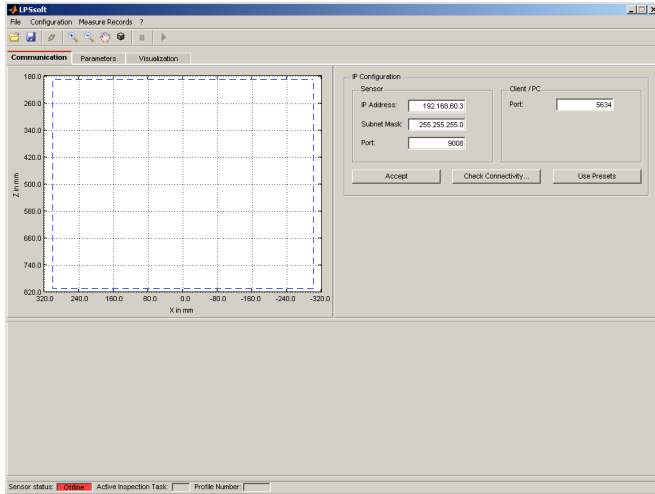 LPSsoft
File Configuration Measure Records ?
Communication Parameters Visualization
180.0
260.0
340.0
420.0
500.0
580.0
660.0
740.0
820.0
Z in mm
320.0 240.0 160.0 80.0 0.0 -80.0 -160.0 -240.0 -320.0
X in mm
IP Configuration
Sensor
IP Address: 192.168.60.3
Subnet Mask: 255.255.255.0
Port: 9008
Client / PC
Port: 5634
Accept Check Connectivity... Use Presets
Sensor status: Offline Active Inspection Task: Profile Number: